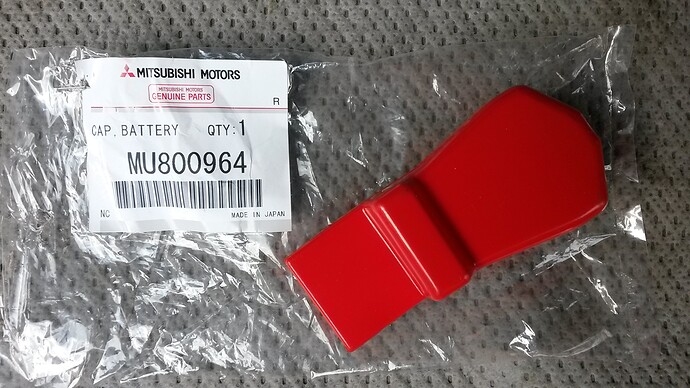 MITSUBISHI MOTORS
MITSUBISHI MOTORS
GENUINE PARTS
R
CAP, BATTERY QTY:1
MU800964
NC MADE IN JAPAN